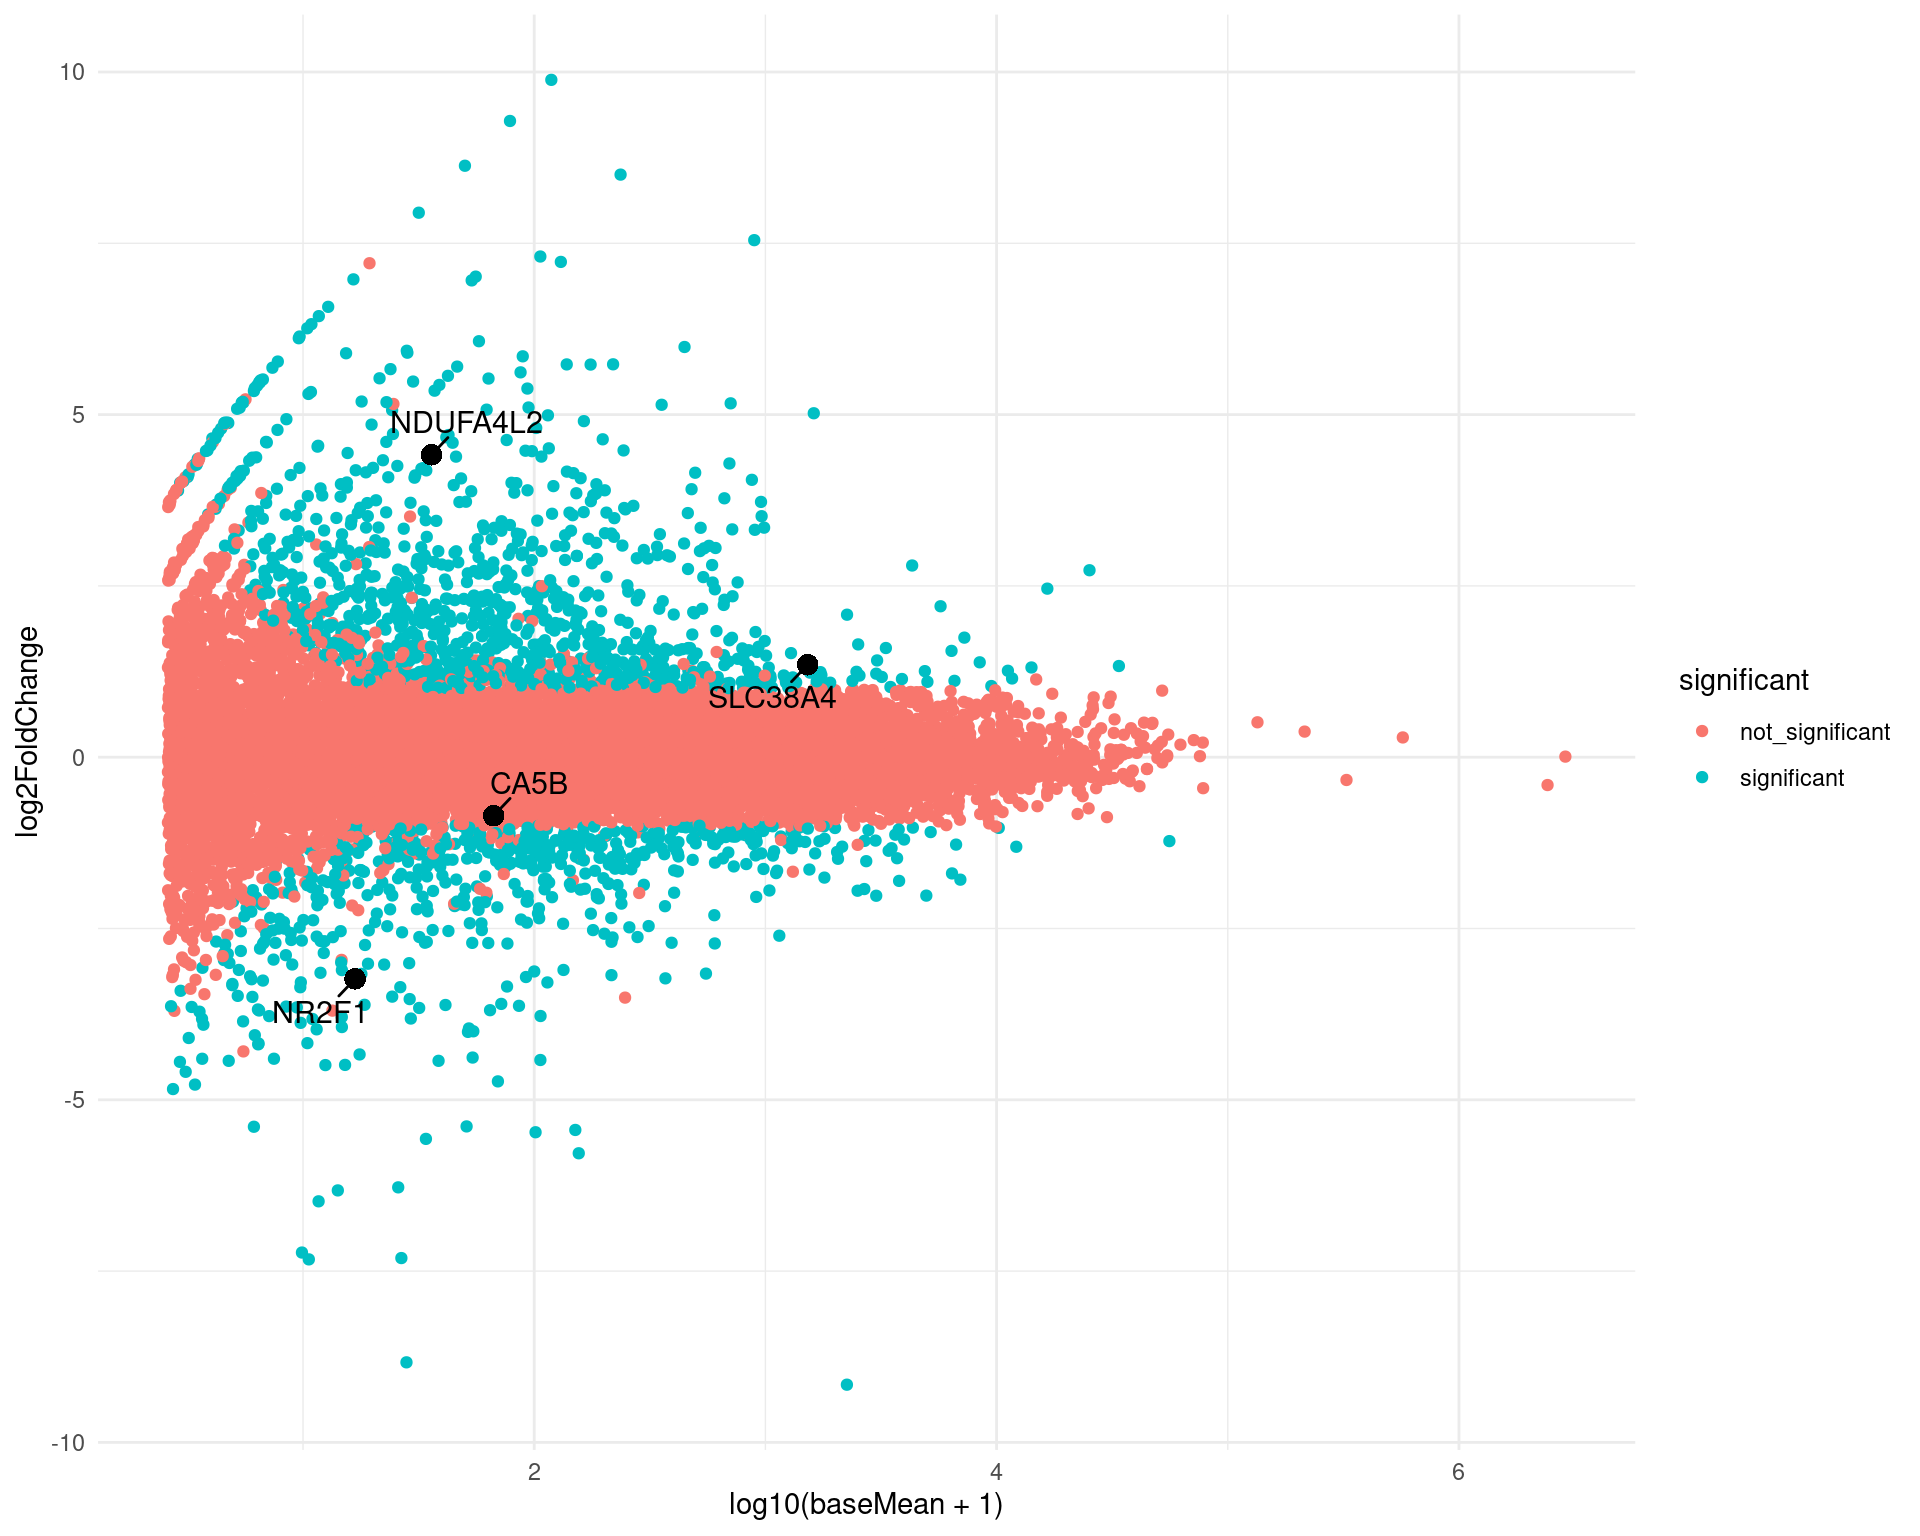 10
5
0
-5
-10
log2FoldChange
NDUFA4L2
SLC38A4
CA5B
NR2F1
2
4
6
log10(baseMean + 1)
significant
not_significant
significant